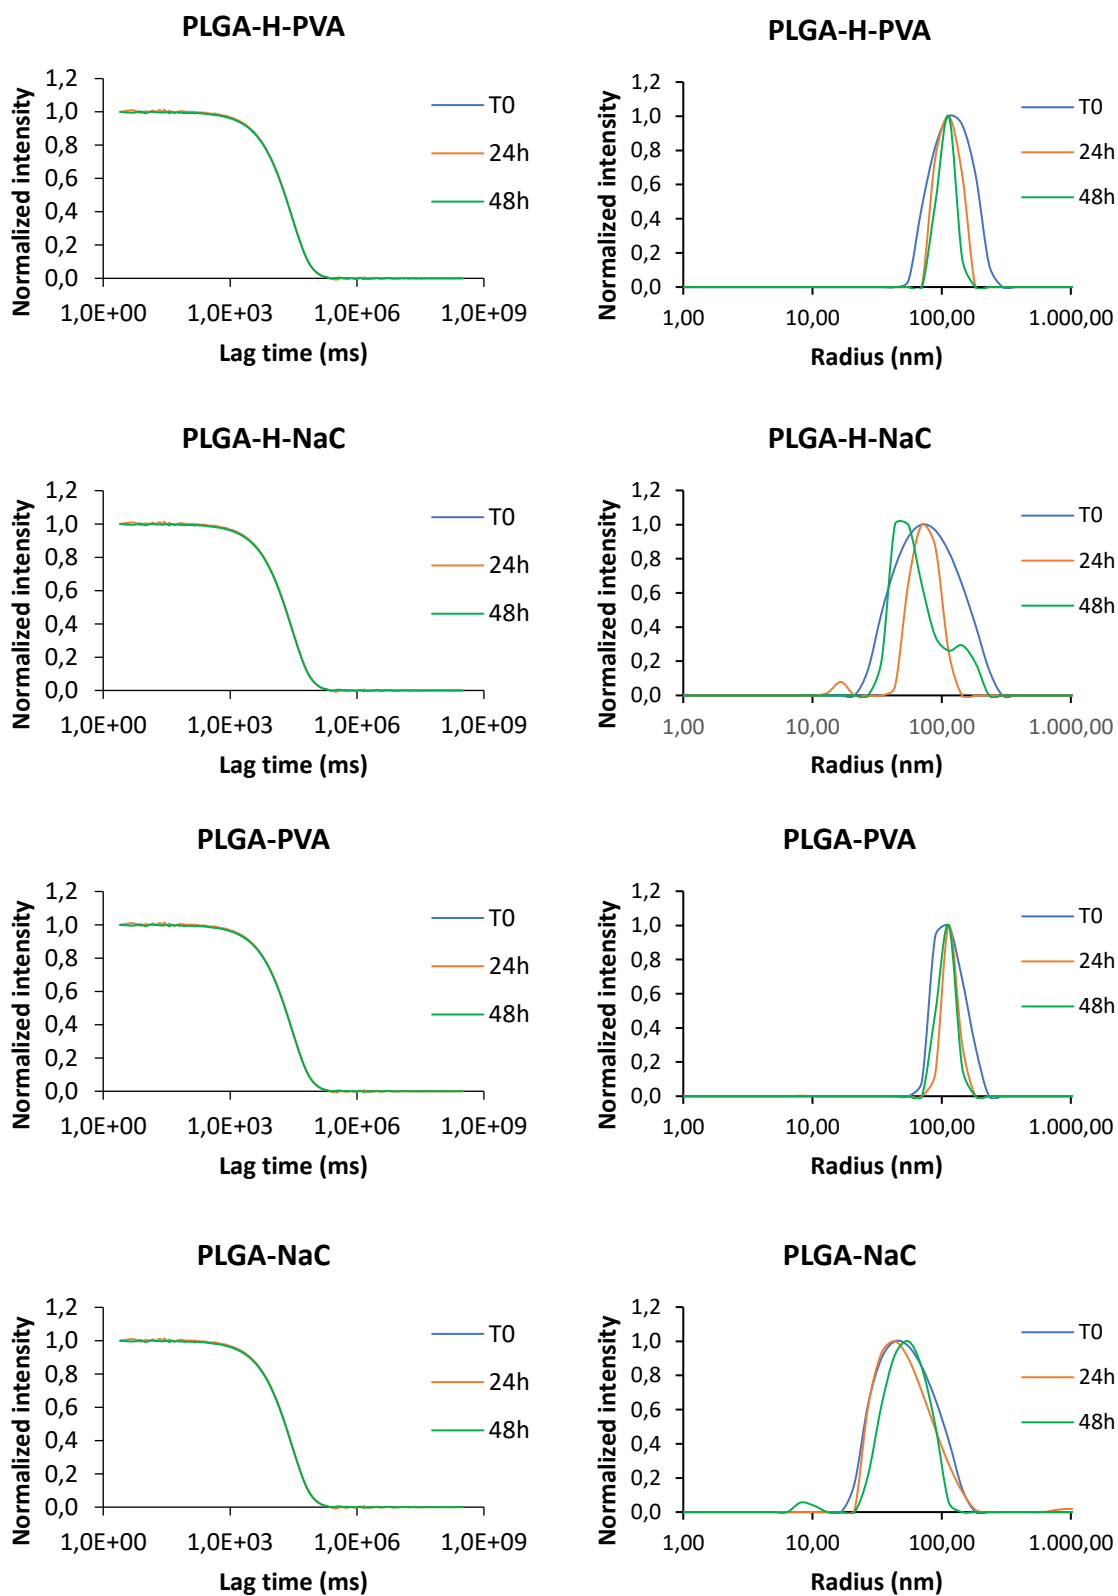 PLGA-H-PVA
Normalized intensity
1,2
1,0
0,8
0,6
0,4
0,2
0,0
1,0E+00 1,0E+03 1,0E+06 1,0E+09
Lag time (ms)
T0
24h
48h
PLGA-H-PVA
Normalized intensity
1,2
1,0
0,8
0,6
0,4
0,2
0,0
1,00 10,00 100,00 1.000,00
Radius (nm)
T0
24h
48h
PLGA-H-NaC
Normalized intensity
1,2
1,0
0,8
0,6
0,4
0,2
0,0
1,0E+00 1,0E+03 1,0E+06 1,0E+09
Lag time (ms)
T0
24h
48h
PLGA-H-NaC
Normalized intensity
1,2
1,0
0,8
0,6
0,4
0,2
0,0
1,00 10,00 100,00 1.000,00
Radius (nm)
T0
24h
48h
PLGA-PVA
Normalized intensity
1,2
1,0
0,8
0,6
0,4
0,2
0,0
1,0E+00 1,0E+03 1,0E+06 1,0E+09
Lag time (ms)
T0
24h
48h
PLGA-PVA
Normalized intensity
1,2
1,0
0,8
0,6
0,4
0,2
0,0
1,00 10,00 100,00 1.000,00
Radius (nm)
T0
24h
48h
PLGA-NaC
Normalized intensity
1,2
1,0
0,8
0,6
0,4
0,2
0,0
1,0E+00 1,0E+03 1,0E+06 1,0E+09
Lag time (ms)
T0
24h
48h
PLGA-NaC
Normalized intensity
1,2
1,0
0,8
0,6
0,4
0,2
0,0
1,00 10,00 100,00 1.000,00
Radius (nm)
T0
24h
48h